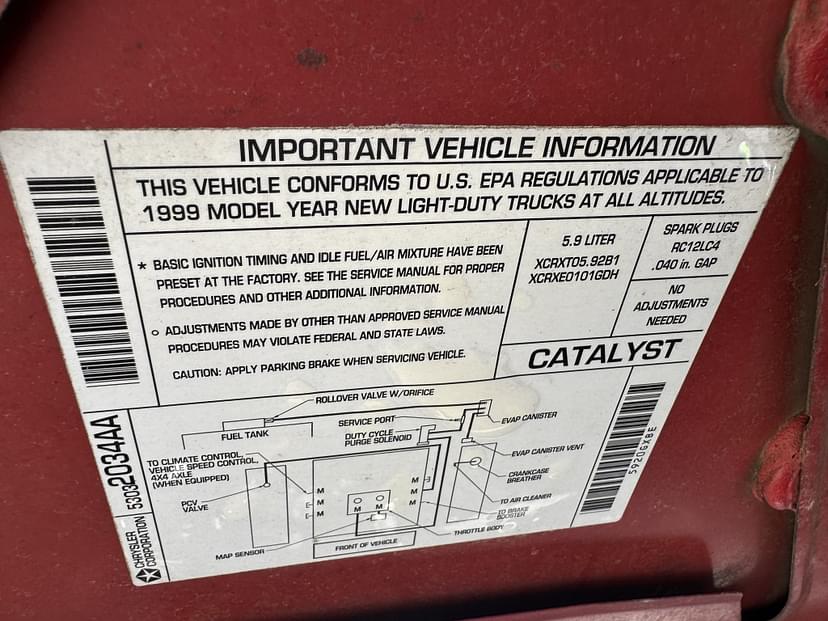 IMPORTANT VEHICLE INFORMATION
THIS VEHICLE CONFORMS TO U.S. EPA REGULATIONS APPLICABLE TO
1999 MODEL YEAR NEW LIGHT-DUTY TRUCKS AT ALL ALTITUDES.
* BASIC IGNITION TIMING AND IDLE FUEL/AIR MIXTURE HAVE BEEN
PRESET AT THE FACTORY. SEE THE SERVICE MANUAL FOR PROPER
PROCEDURES AND OTHER ADDITIONAL INFORMATION.
○ ADJUSTMENTS MADE BY OTHER THAN APPROVED SERVICE MANUAL
PROCEDURES MAY VIOLATE FEDERAL AND STATE LAWS.
CAUTION: APPLY PARKING BRAKE WHEN SERVICING VEHICLE.
5.9 LITER
XCRXT05.92B1
XCRXE0101GDH
SPARK PLUGS
RC12LC4
.040 in. GAP
NO
ADJUSTMENTS
NEEDED
CATALYST
ROLLOVER VALVE W/ORIFICE
FUEL TANK
SERVICE PORT
DUTY CYCLE
PURGE SOLENOID
EVAP CANISTER
EVAP CANISTER VENT
CRANKCASE
BREATHER
TO AIR CLEANER
TO BRAKE
BOOSTER
THROTTLE BODY
TO CLIMATE CONTROL,
VEHICLE SPEED CONTROL,
4X4 AXLE
(WHEN EQUIPPED)
PCV
VALVE
M
M
M
M
M
M
M
M
MAP SENSOR
FRONT OF VEHICLE
53032034AA
CHRYSLER
CORPORATION
5920GXBE